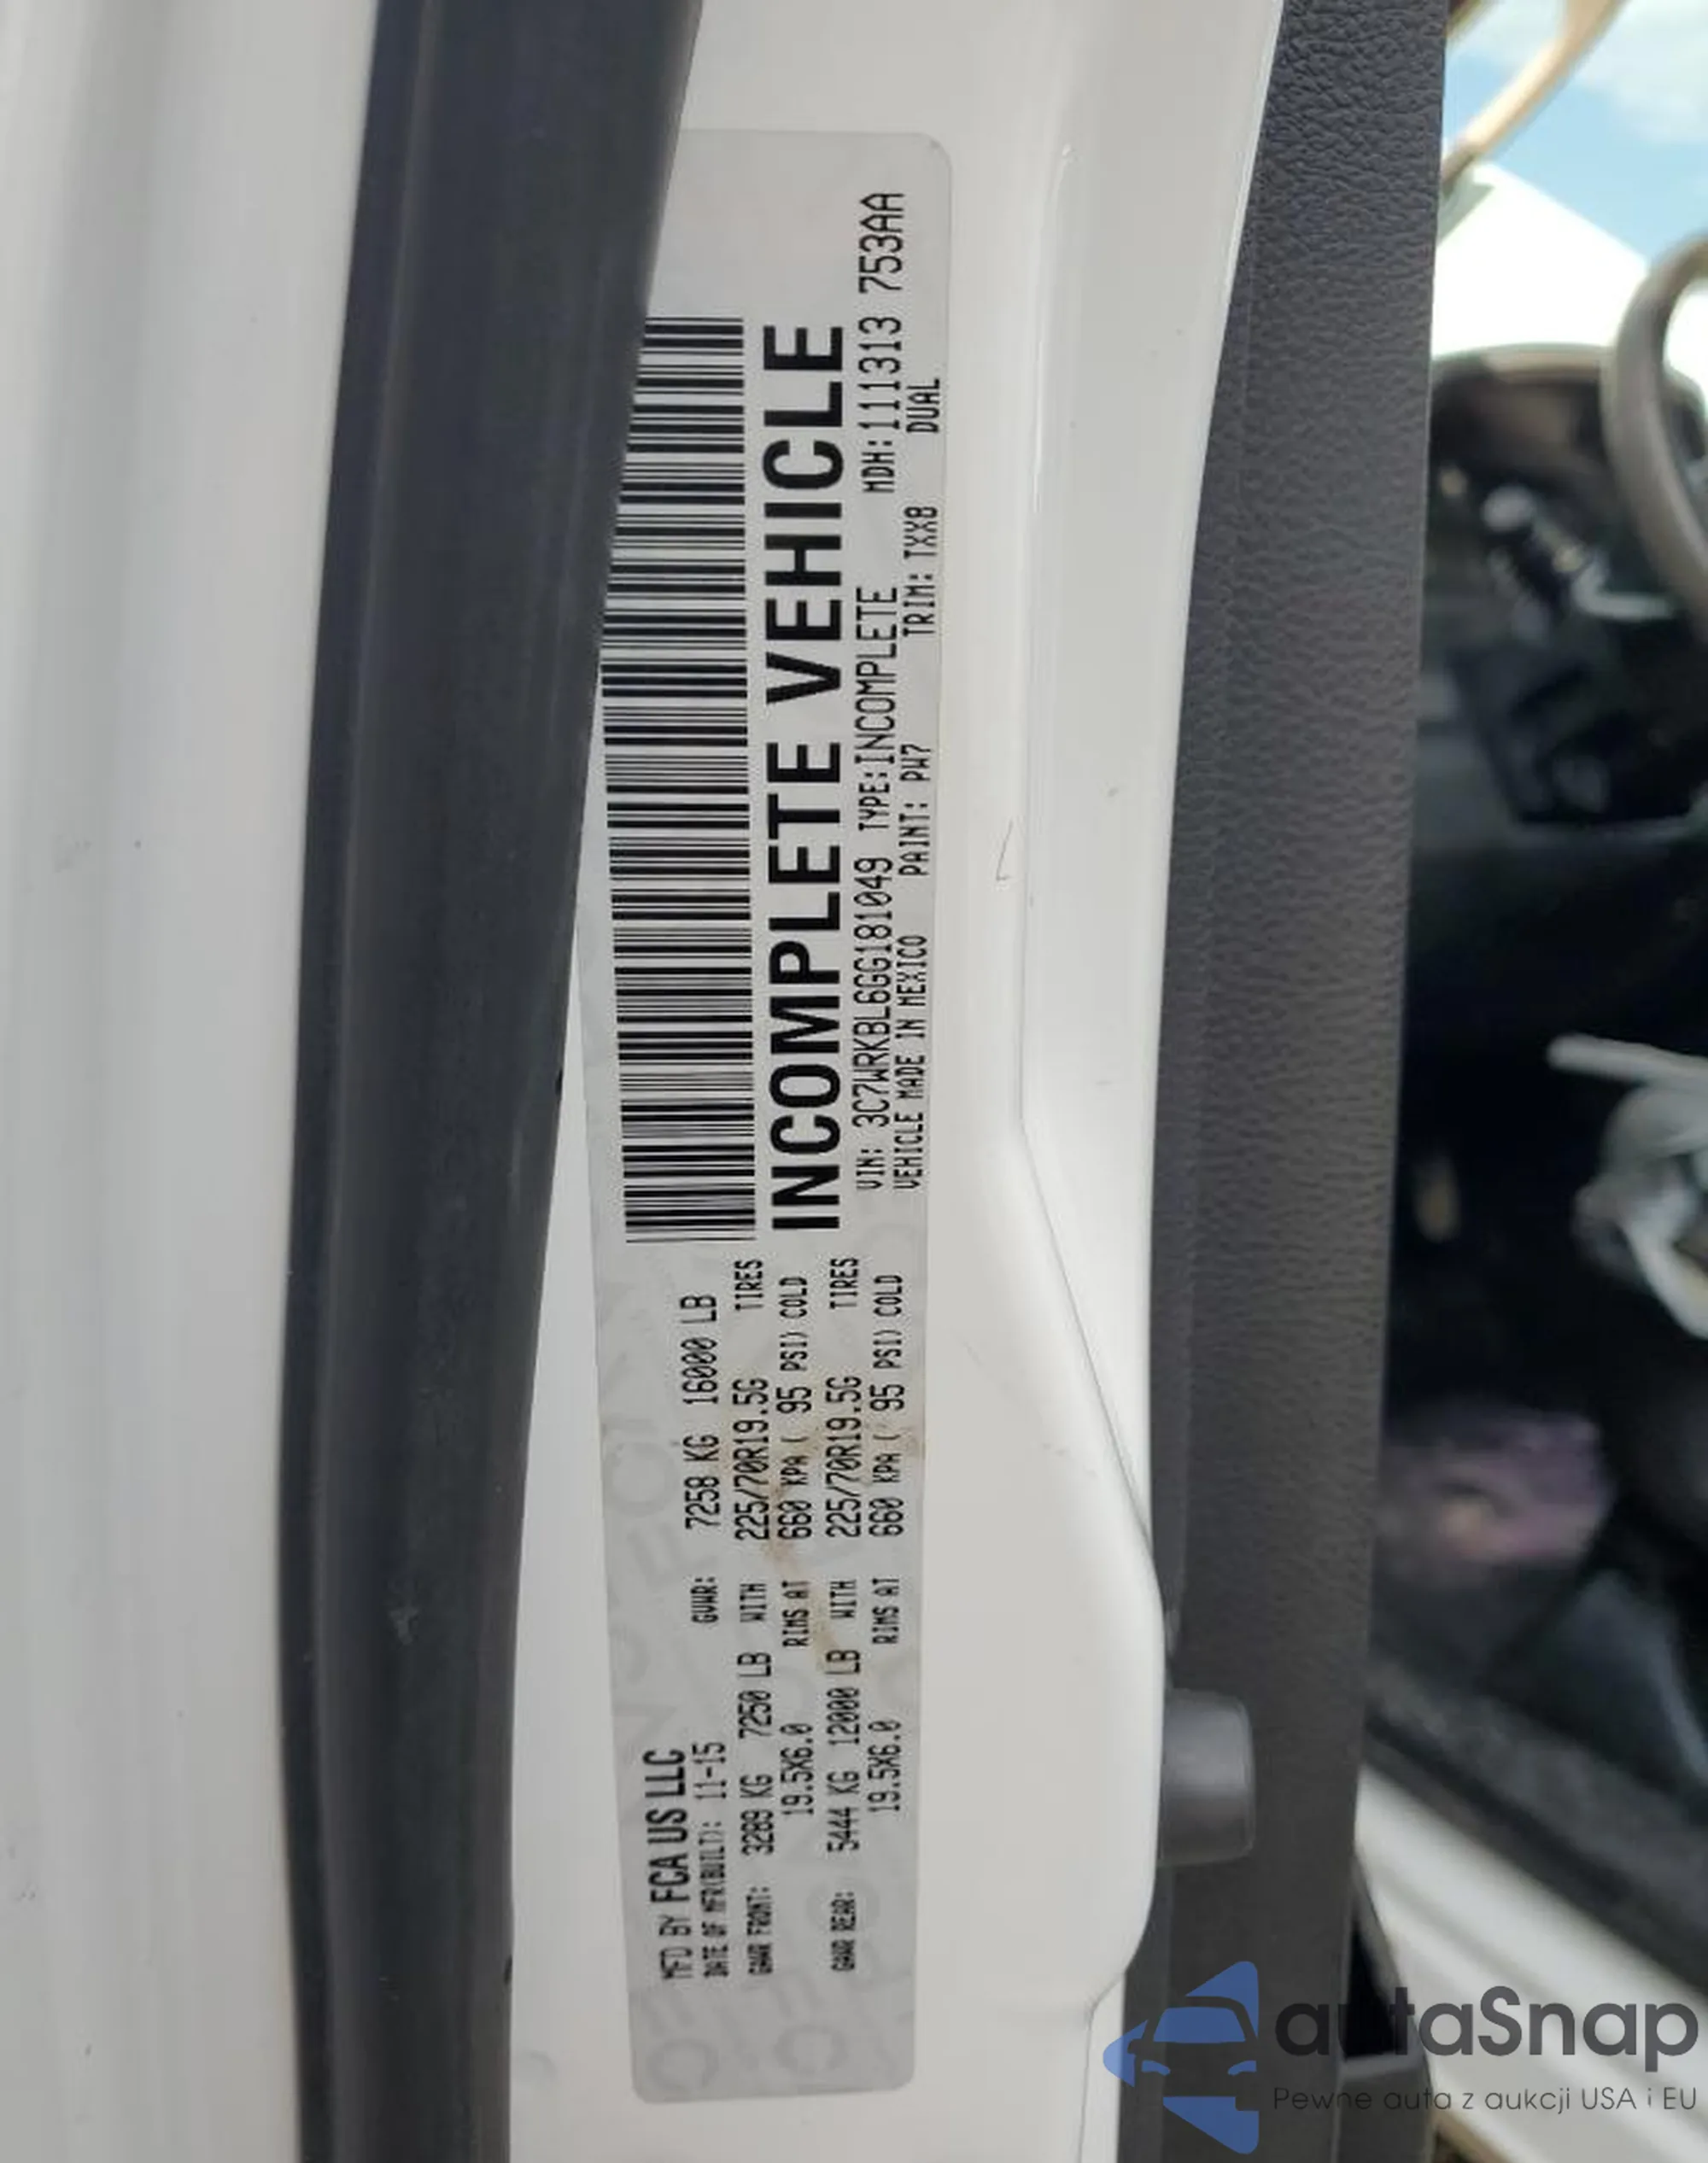 MFD BY FCA US LLC
DATE OF MFR(BUILT): 11-15 GVWR: 7258 KG 16000 LB
GAWR FRONT: 3289 KG 7250 LB WITH 225/70R19.5G TIRES
19.5X6.0 RIMS AT 660 KPA ( 95 PSI) COLD
GAWR REAR: 5444 KG 12000 LB WITH 225/70R19.5G TIRES
19.5X6.0 RIMS AT 660 KPA ( 95 PSI) COLD
INCOMPLETE VEHICLE
VIN: 3C7WRKBL6GG181049 TYPE:INCOMPLETE MDH:111313 753AA
VEHICLE MADE IN MEXICO PAINT: PW7 TRIM: TXX8 DUAL
autaSnap
Pewne auta z aukcji USA i EU